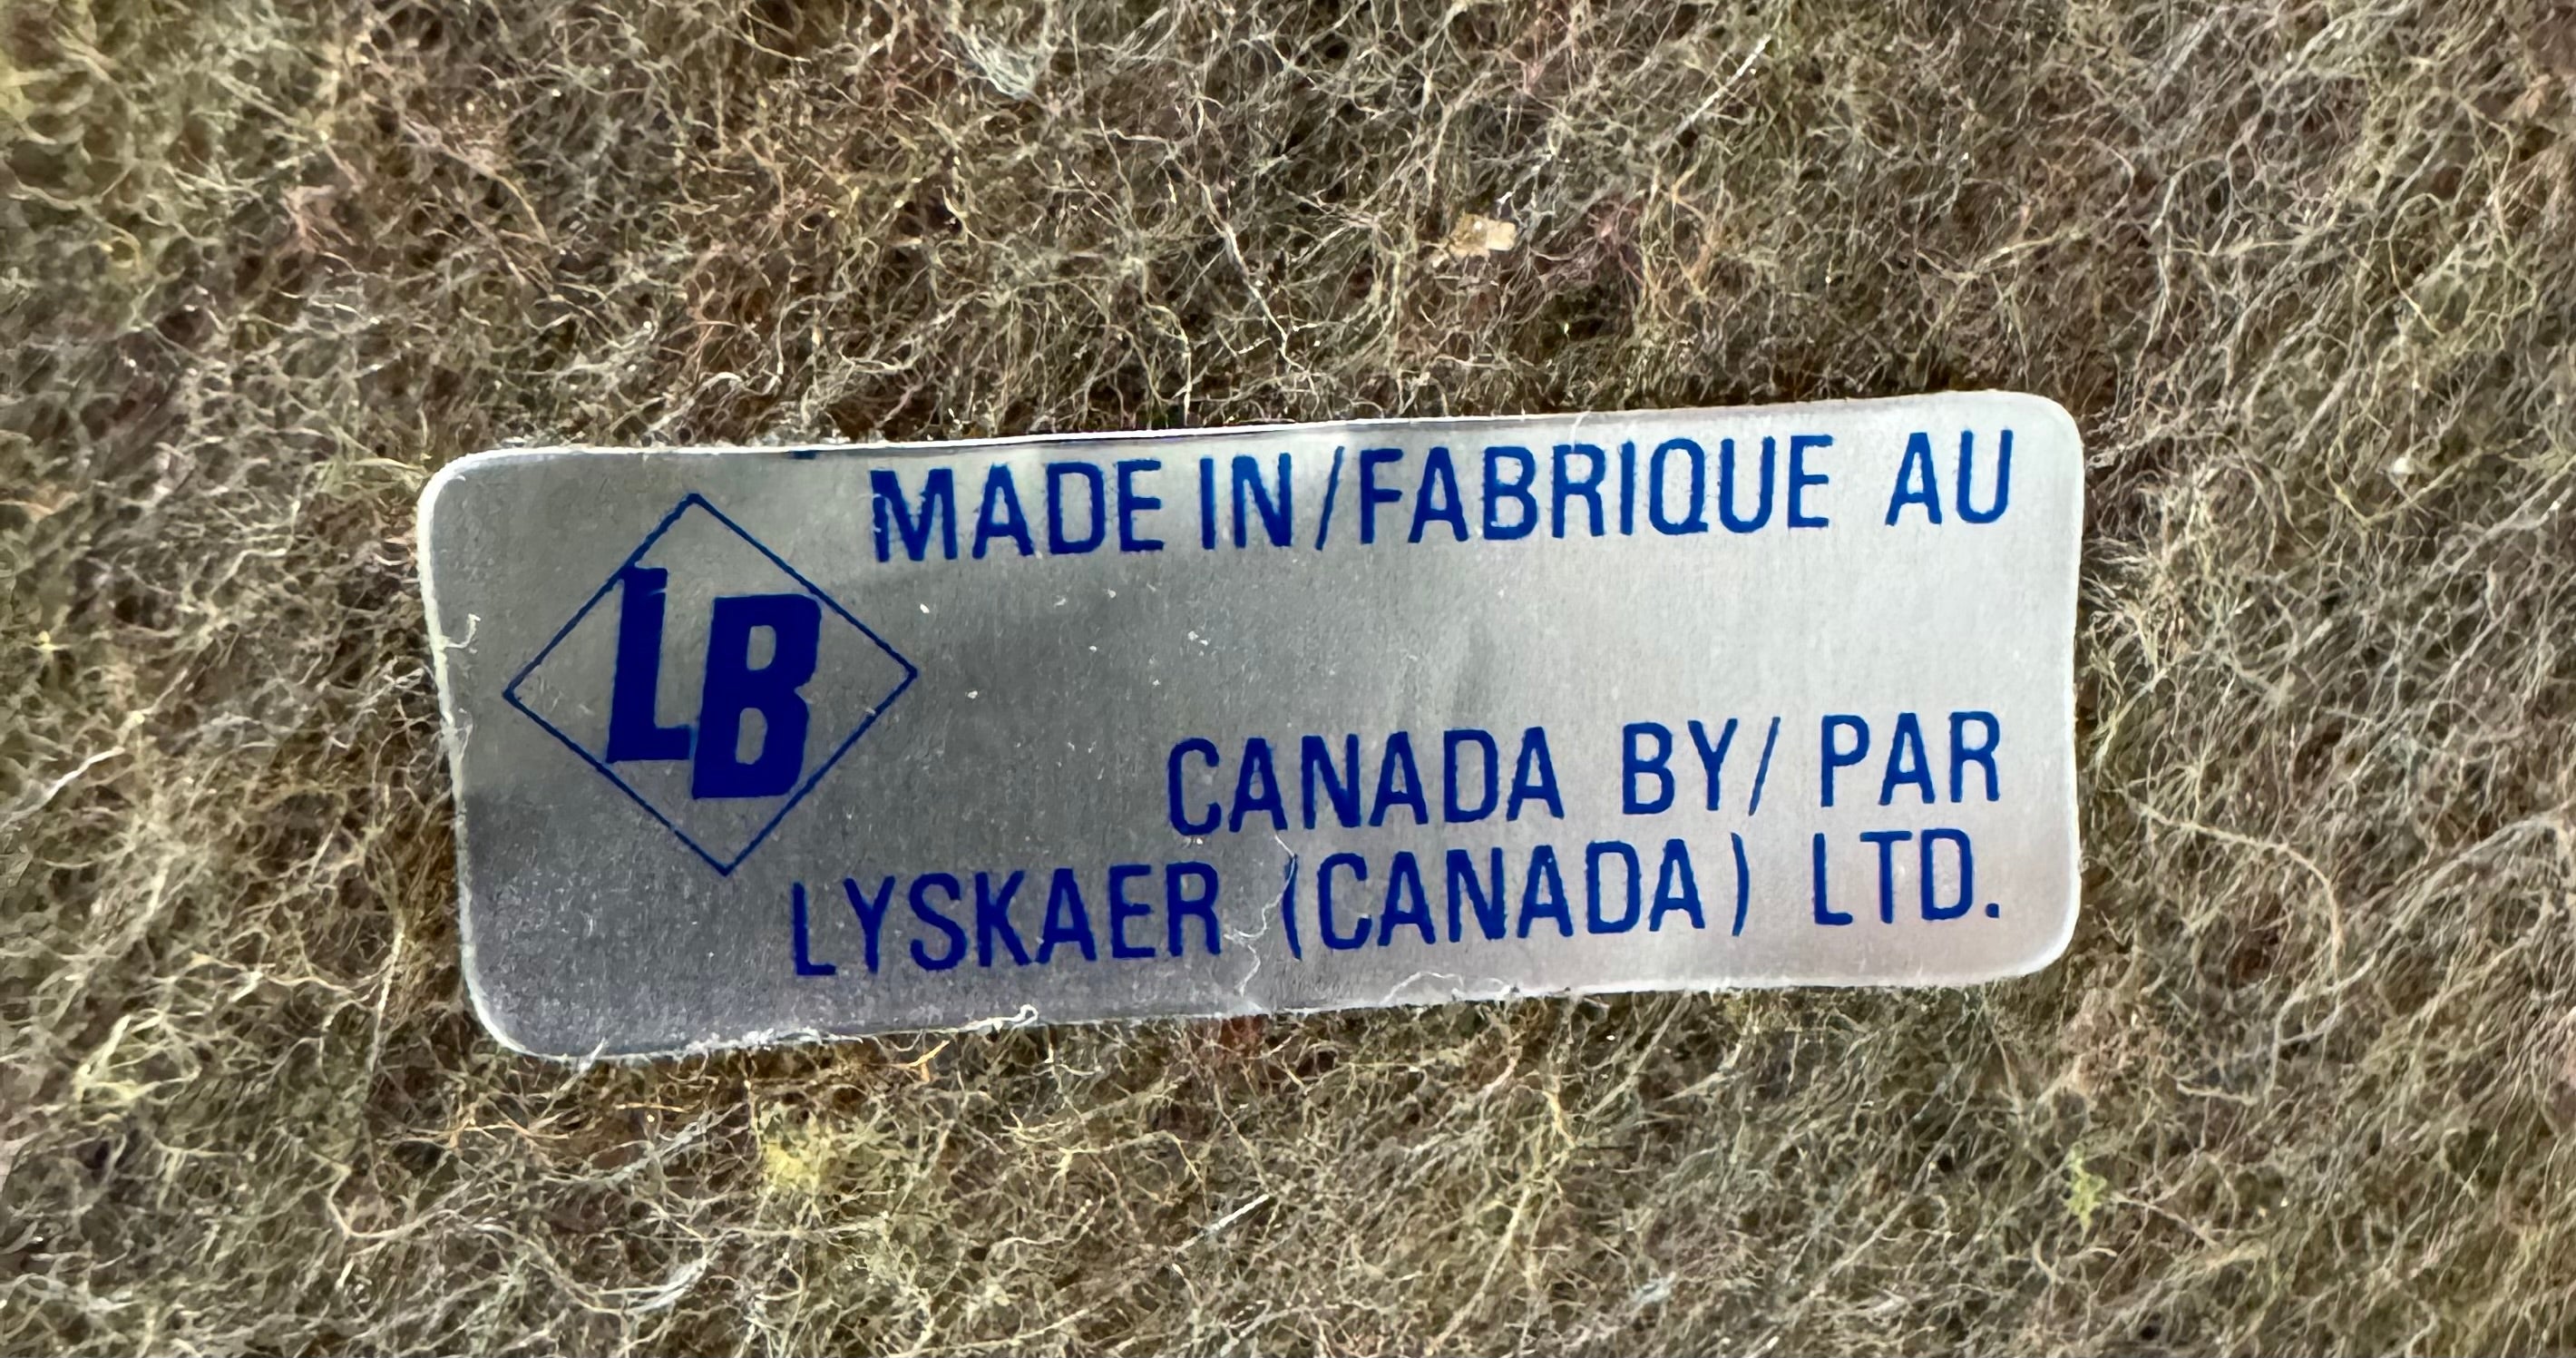 LB
MADE IN/FABRIQUE AU
CANADA BY/ PAR
LYSKAER (CANADA) LTD.